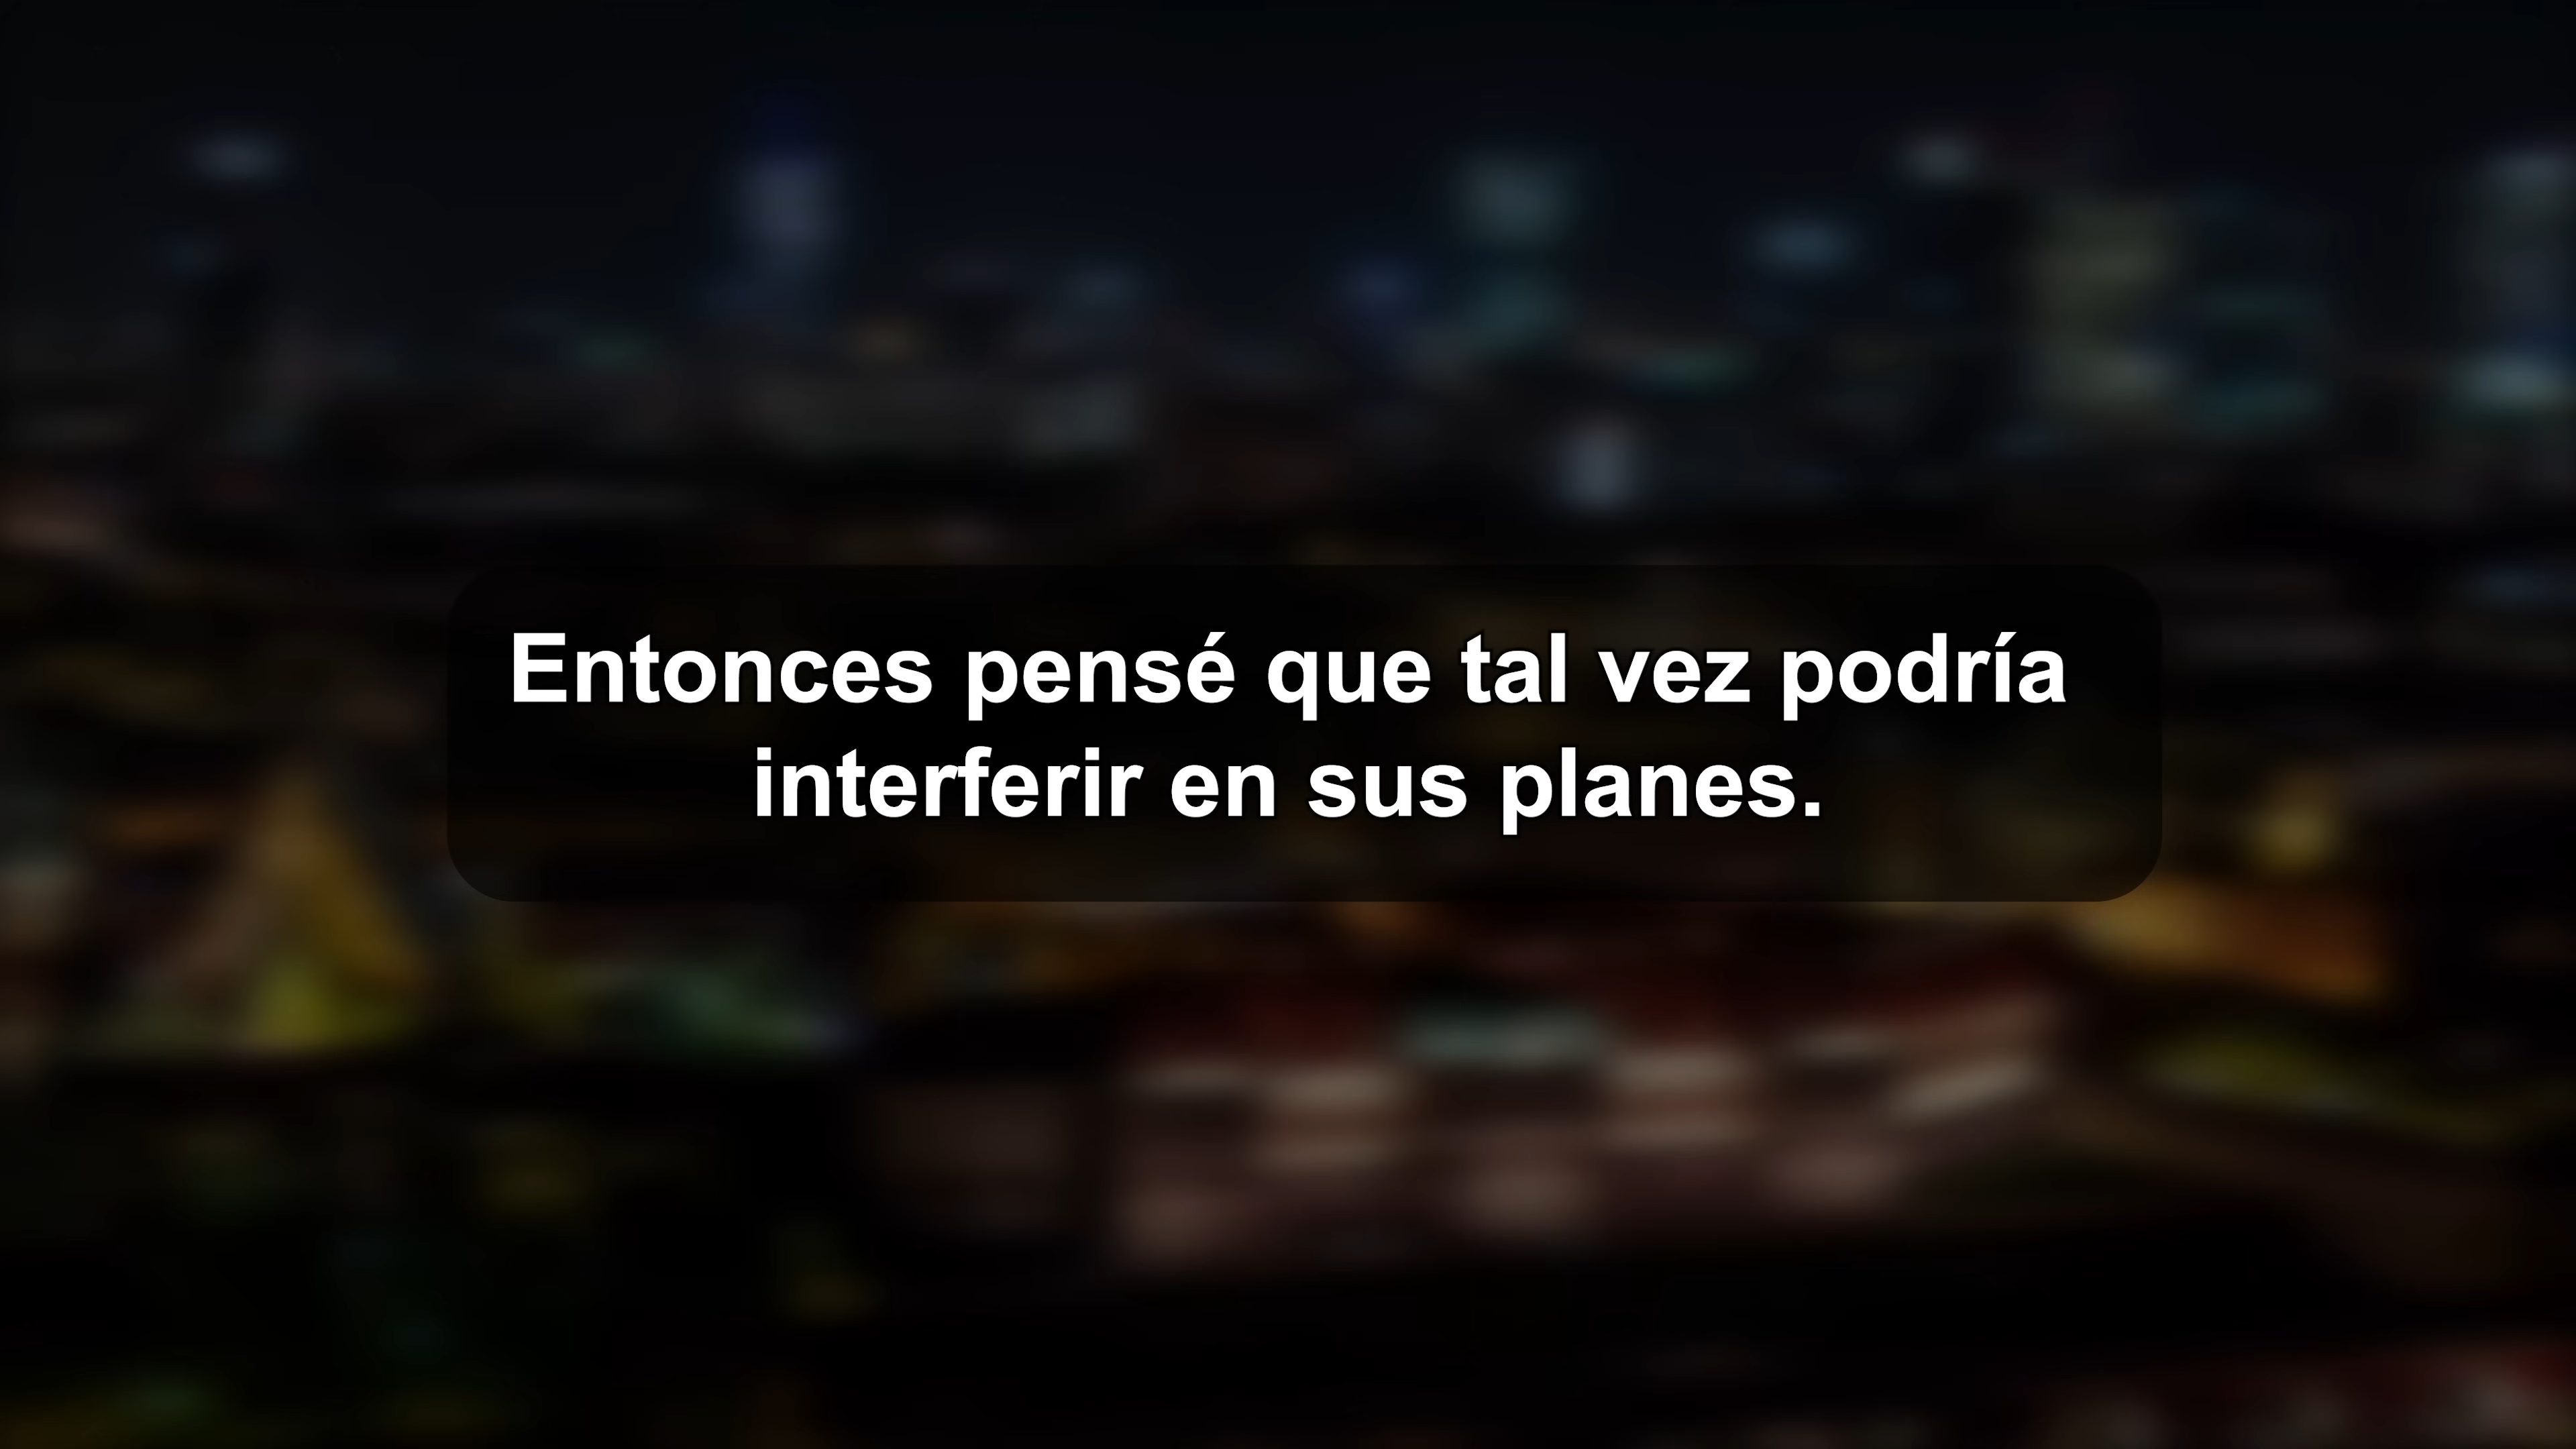 Entonces pensé que tal vez podría
interferir en sus planes.